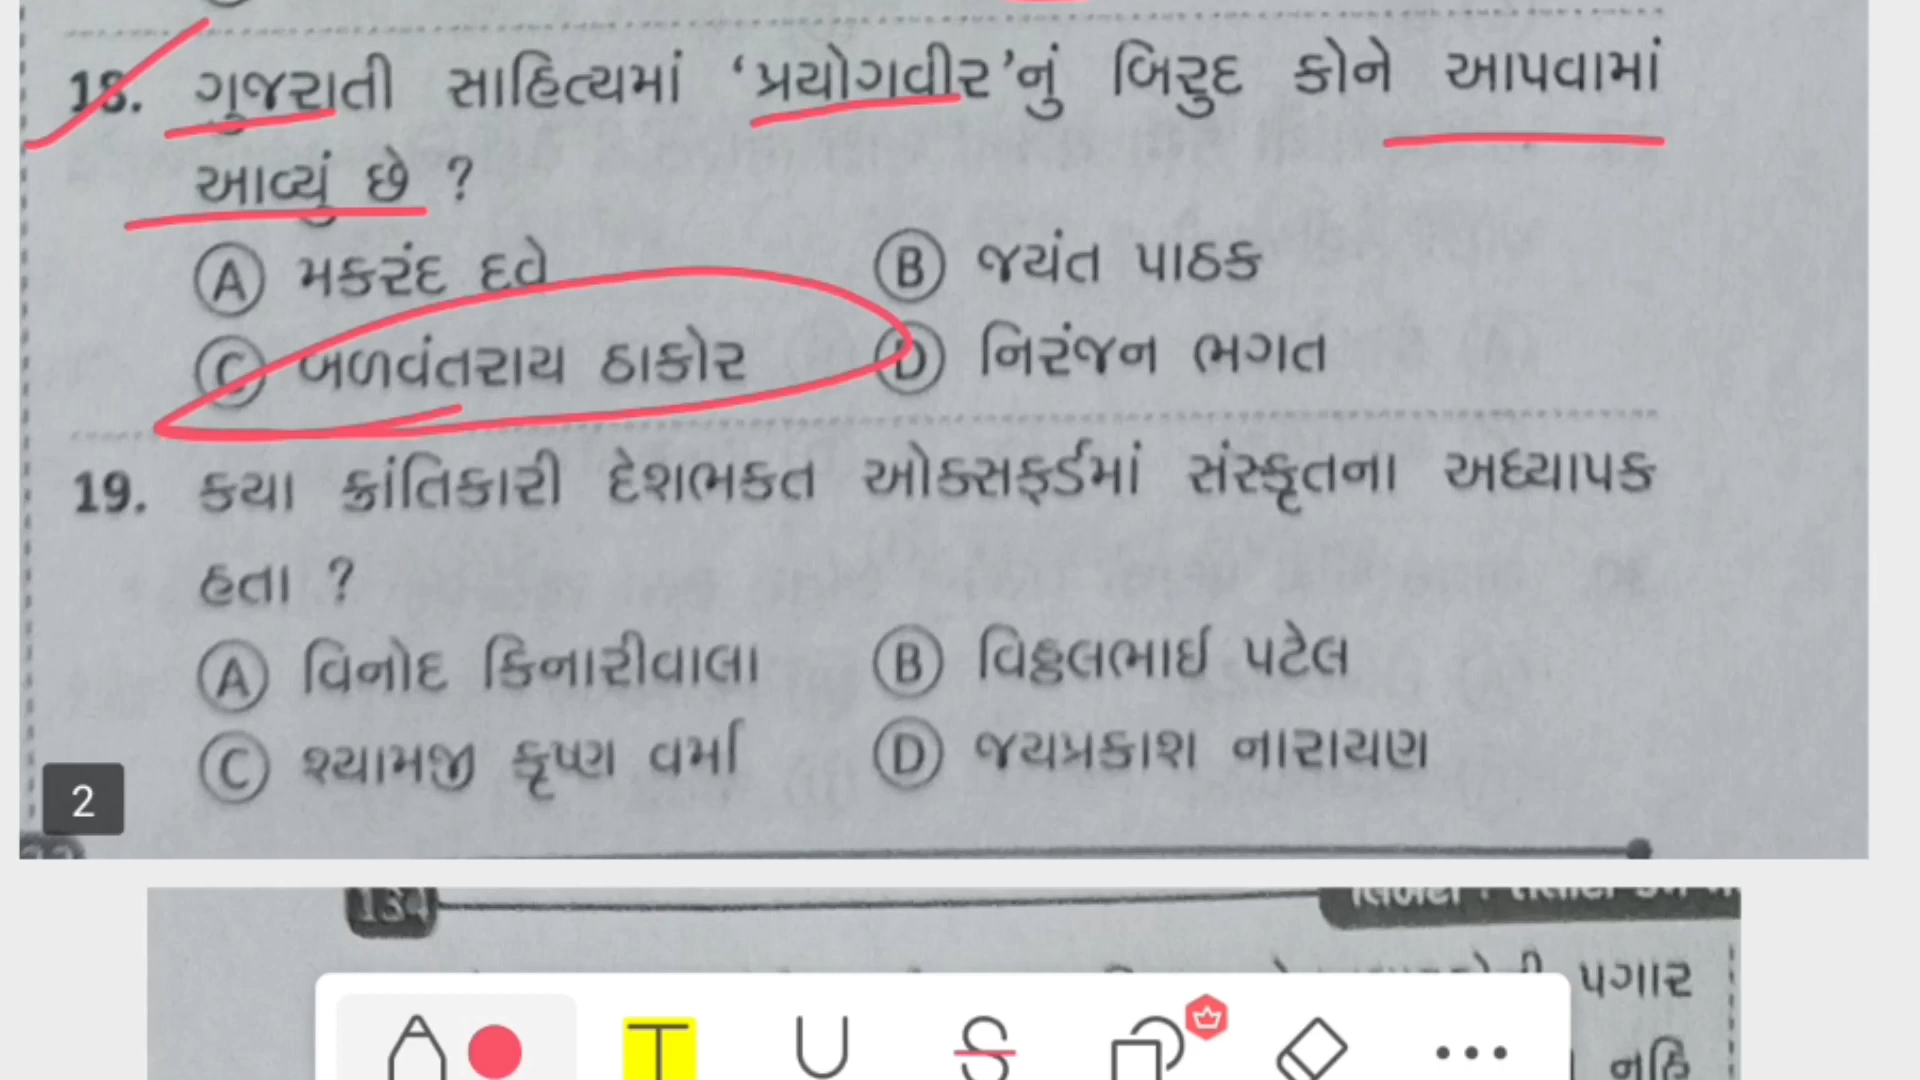 18. ગુજરાતી સાહિત્યમાં ‘પ્રયોગવીર’નું બિરુદ કોને આપવામાં
આવ્યું છે ?
A મકરંદ દવે B જયંત પાઠક
C બળવંતરાય ઠાકોર D નિરંજન ભગત
19. કયા ક્રાંતિકારી દેશભક્ત ઓક્સફર્ડમાં સંસ્કૃતના અધ્યાપક
હતા ?
A વિનોદ કિનારીવાલા B વિઠ્ઠલભાઈ પટેલ
C શ્યામજી કૃષ્ણ વર્મા D જયપ્રકાશ નારાયણ
2
પગાર
નહિ